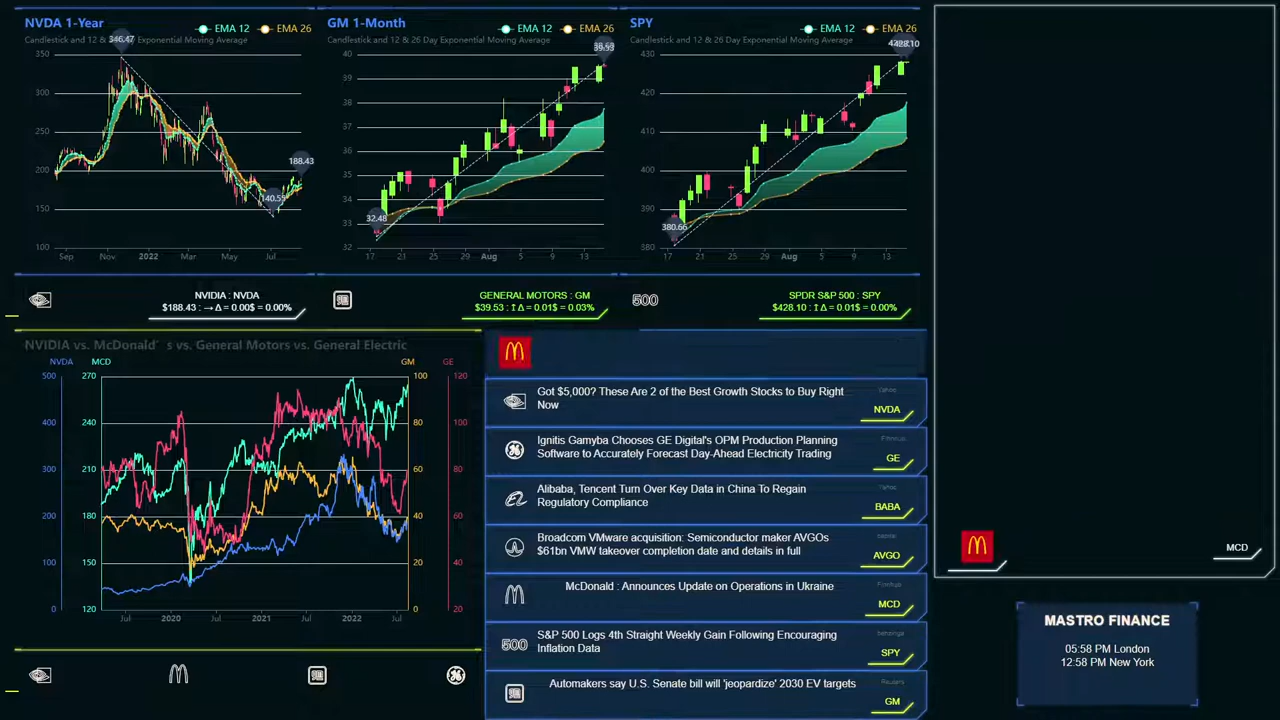 NVDA 1-Year
EMA 12
EMA 26
Candlestick and 12 & 26 Day Exponential Moving Average
346.47
350
300
250
200
150
100
188.43
Sep
Nov
2022
Mar
May
Jul
GM 1-Month
EMA 12
EMA 26
Candlestick and 12 & 26 Day Exponential Moving Average
39.53
40
39
38
37
36
35
34
33
32
32.48
17
21
25
29
Aug
5
9
13
SPY
EMA 12
EMA 26
Candlestick and 12 & 26 Day Exponential Moving Average
430
420
410
400
390
380
380.66
17
21
25
29
Aug
5
9
13
NVIDIA : NVDA
$188.43 : → Δ = 0.00$ = 0.00%
GENERAL MOTORS : GM
$39.53 : ↑ Δ = 0.01$ = 0.03%
500
SPDR S&P 500 : SPY
$428.10 : ↑ Δ = 0.01$ = 0.00%
NVIDIA vs. McDonald´s vs. General Motors vs. General Electric
NVDA
MCD
GM
GE
500
400
300
200
100
0
270
240
210
180
150
120
100
80
60
40
20
0
120
100
80
60
40
20
Jul
2020
Jul
2021
Jul
2022
Jul
Got $5,000? These Are 2 of the Best Growth Stocks to Buy Right
Now
NVDA
Ignitis Gamyba Chooses GE Digital's OPM Production Planning
Software to Accurately Forecast Day-Ahead Electricity Trading
GE
Alibaba, Tencent Turn Over Key Data in China To Regain
Regulatory Compliance
BABA
Broadcom VMware acquisition: Semiconductor maker AVGOs
$61bn VMW takeover completion date and details in full
AVGO
McDonald : Announces Update on Operations in Ukraine
MCD
500
S&P 500 Logs 4th Straight Weekly Gain Following Encouraging
Inflation Data
SPY
Automakers say U.S. Senate bill will 'jeopardize' 2030 EV targets
GM
MCD
MASTRO FINANCE
05:58 PM London
12:58 PM New York